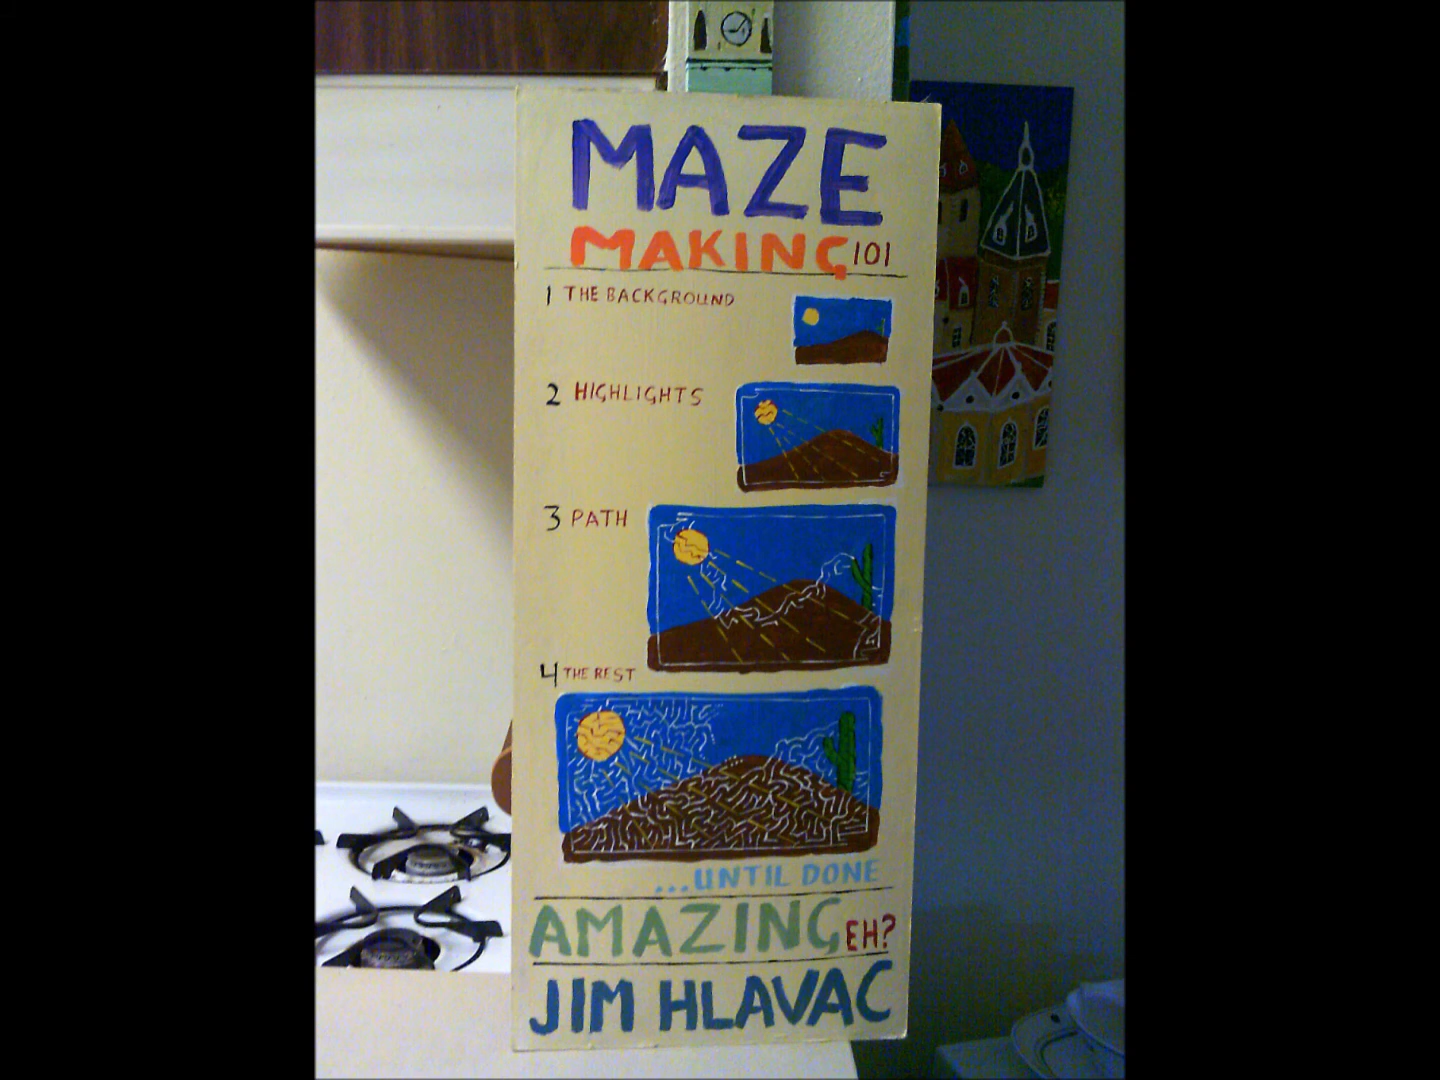 MAZE
MAKING 101
1 THE BACKGROUND
2 HIGHLIGHTS
3 PATH
4 THE REST
...UNTIL DONE
AMAZING EH?
JIM HLAVAC